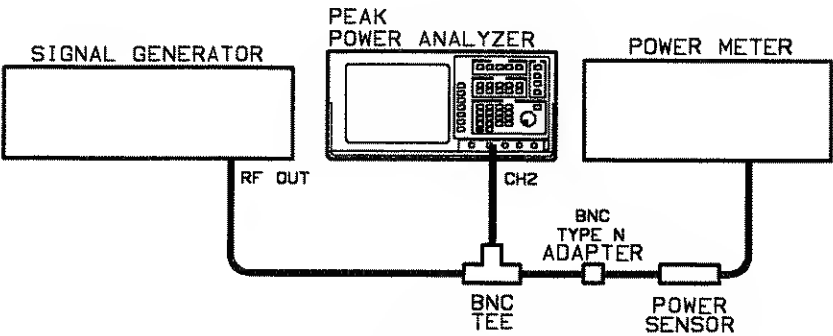 PEAK
POWER ANALYZER
SIGNAL GENERATOR
POWER METER
RF OUT
CH2
BNC
TYPE N
ADAPTER
BNC
TEE
POWER
SENSOR